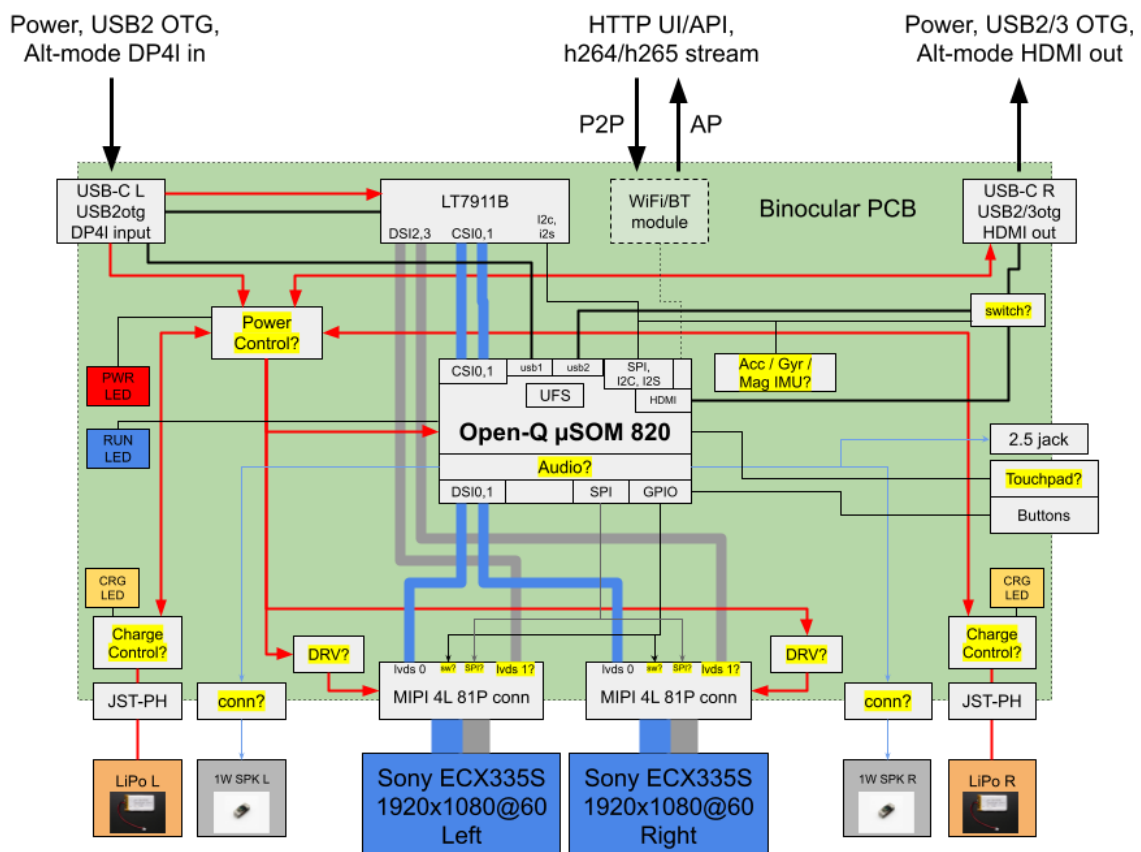 Power, USB2 OTG,
Alt-mode DP4l in
HTTP UI/API,
h264/h265 stream
Power, USB2/3 OTG,
Alt-mode HDMI out
P2P
AP
USB-C L
USB2otg
DP4l input
LT7911B
DSI2,3
CSI0,1
I2c,
i2s
WiFi/BT
module
Binocular PCB
USB-C R
USB2/3otg
HDMI out
switch?
Power
Control?
PWR
LED
RUN
LED
CSI0,1
usb1
usb2
SPI,
I2C, I2S
UFS
HDMI
Acc / Gyr /
Mag IMU?
Open-Q µSOM 820
Audio?
DSI0,1
SPI
GPIO
2.5 jack
Touchpad?
Buttons
CRG
LED
Charge
Control?
JST-PH
DRV?
conn?
lvds 0
sw?
SPI?
lvds 1?
MIPI 4L 81P conn
lvds 0
sw?
SPI?
lvds 1?
MIPI 4L 81P conn
DRV?
conn?
CRG
LED
Charge
Control?
JST-PH
LiPo L
1W SPK L
Sony ECX335S
1920x1080@60
Left
Sony ECX335S
1920x1080@60
Right
1W SPK R
LiPo R